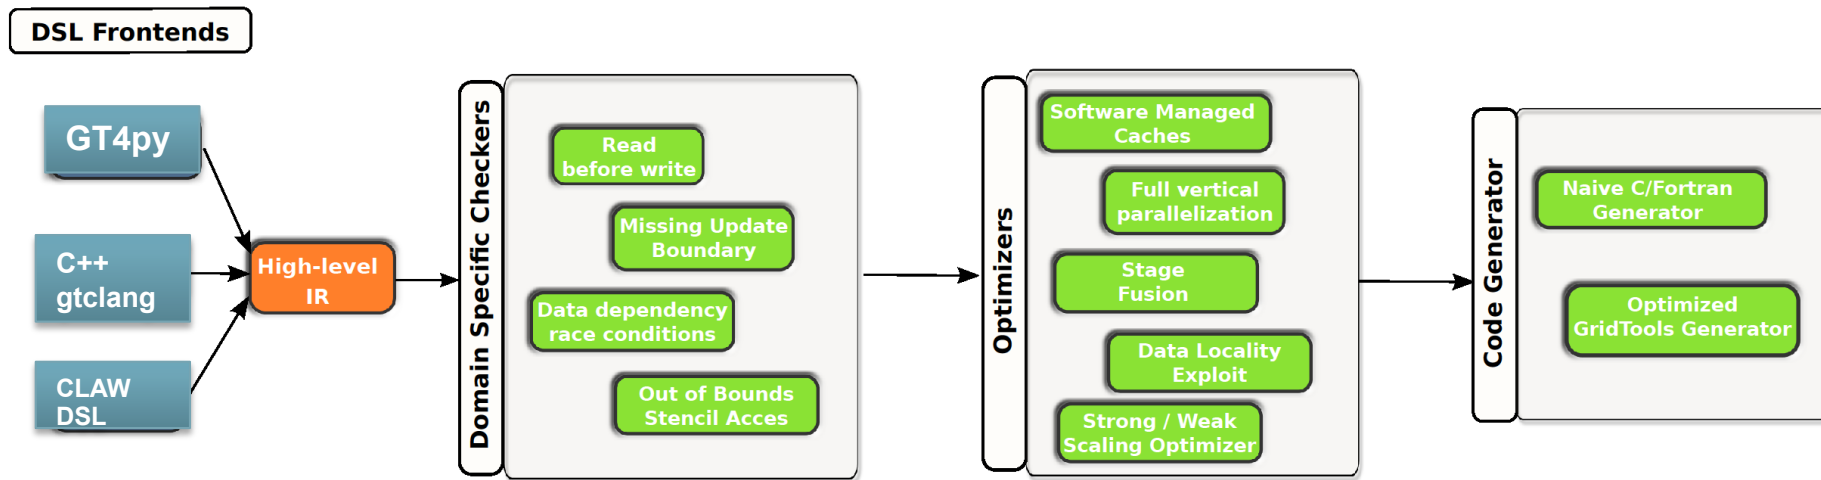 DSL Frontends
GT4py
C++
gtclang
CLAW
DSL
High-level
IR
Domain Specific Checkers
Read
before write
Missing Update
Boundary
Data dependency
race conditions
Out of Bounds
Stencil Acces
Optimizers
Software Managed
Caches
Full vertical
parallelization
Stage
Fusion
Data Locality
Exploit
Strong / Weak
Scaling Optimizer
Code Generator
Naive C/Fortran
Generator
Optimized
GridTools Generator